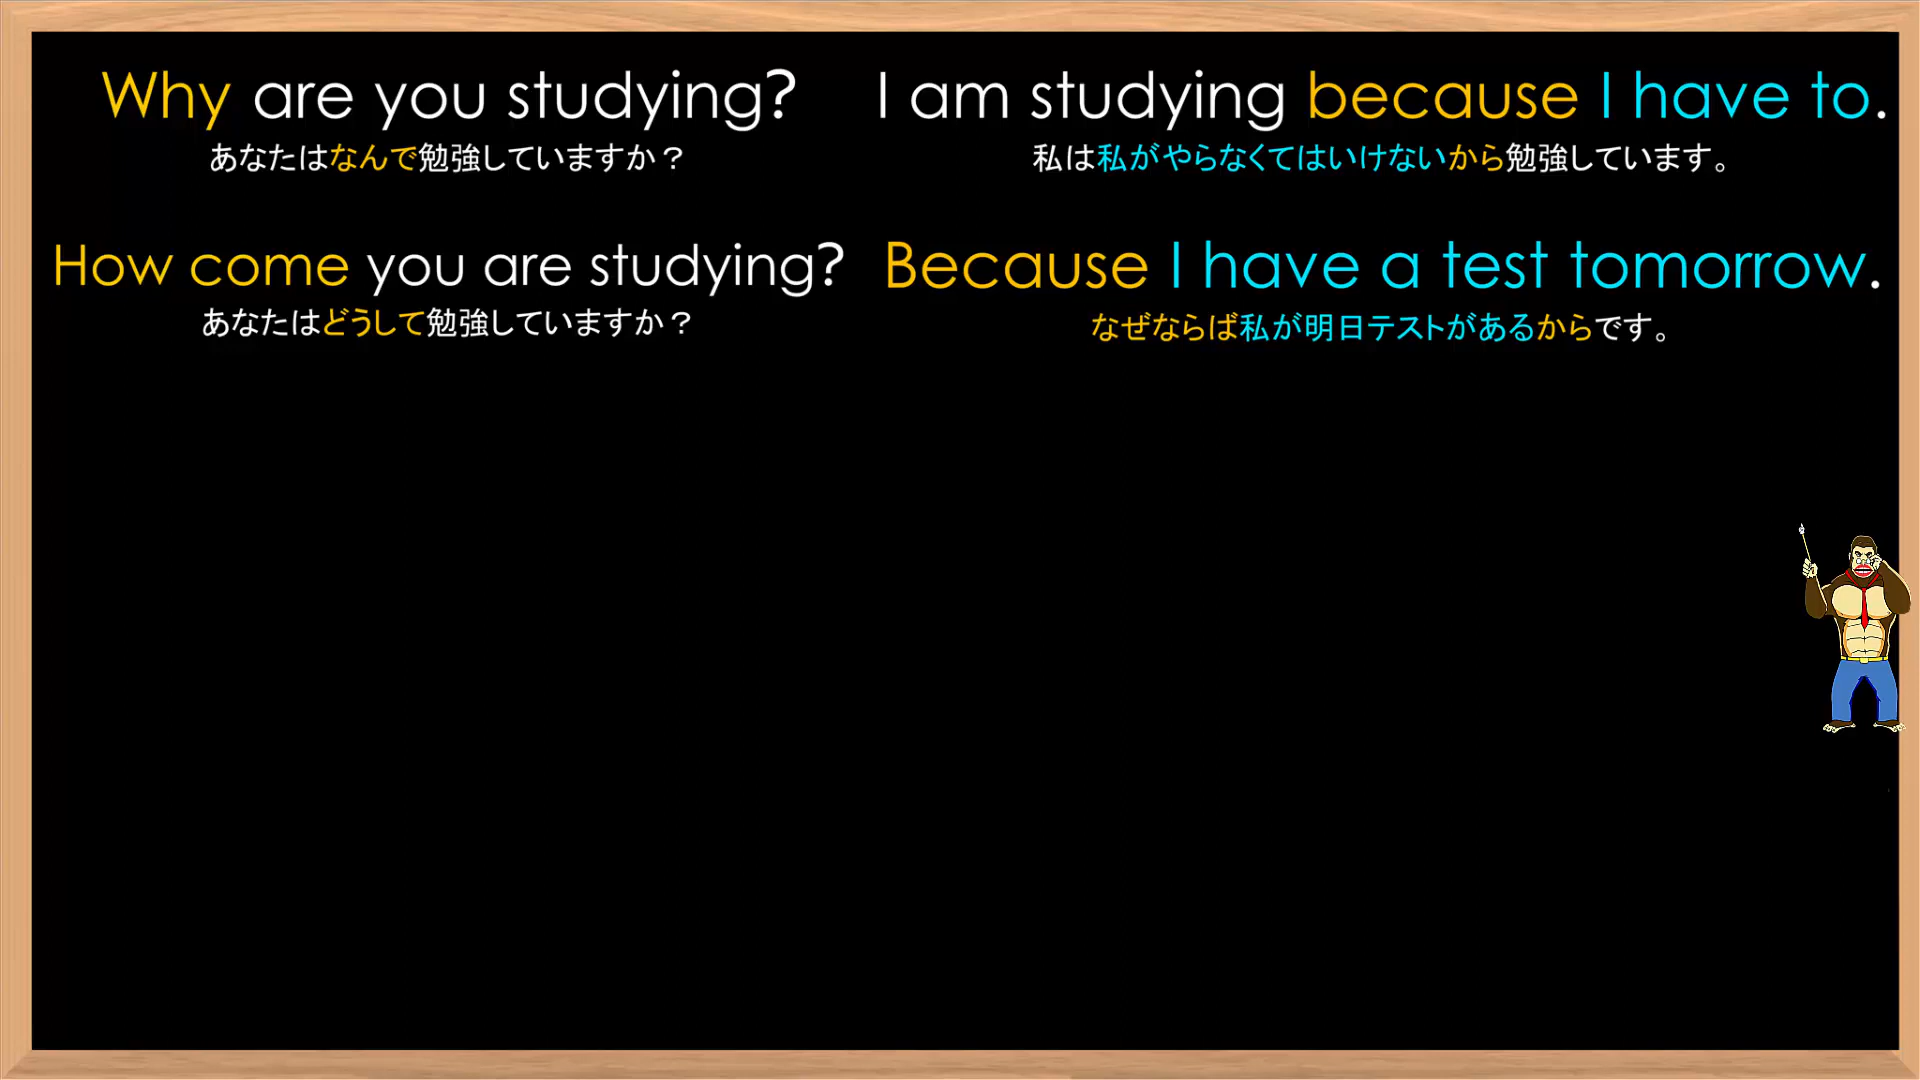 Why are you studying?
あなたはなんで勉強していますか？
I am studying because I have to.
私は私がやらなくてはいけないから勉強しています。
How come you are studying?
あなたはどうして勉強していますか？
Because I have a test tomorrow.
なぜならば私が明日テストがあるからです。